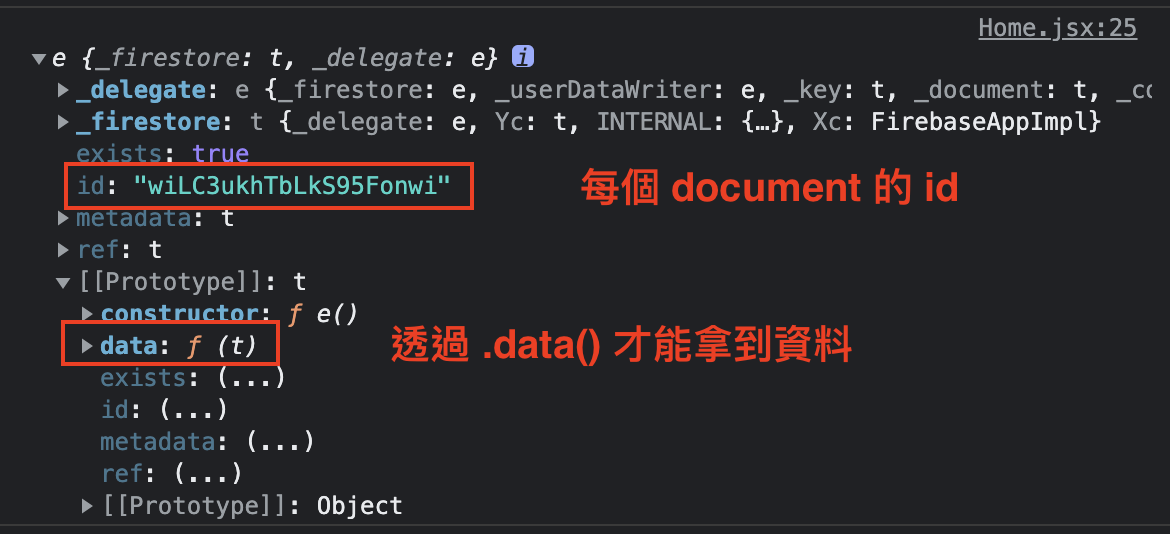 Home.jsx:25
▼e {_firestore: t, _delegate: e} i
▶_delegate: e {_firestore: e, _userDataWriter: e, _key: t, _document: t, _cc
▶_firestore: t {_delegate: e, Yc: t, INTERNAL: {…}, Xc: FirebaseAppImpl}
exists: true
id: "wiLC3ukhTbLkS95Fonwi" 每個 document 的 id
▶metadata: t
▶ref: t
▼[[Prototype]]: t
▶constructor: ƒ e()
▶data: ƒ (t) 透過 .data() 才能拿到資料
exists: (...)
id: (...)
metadata: (...)
ref: (...)
▶[[Prototype]]: Object